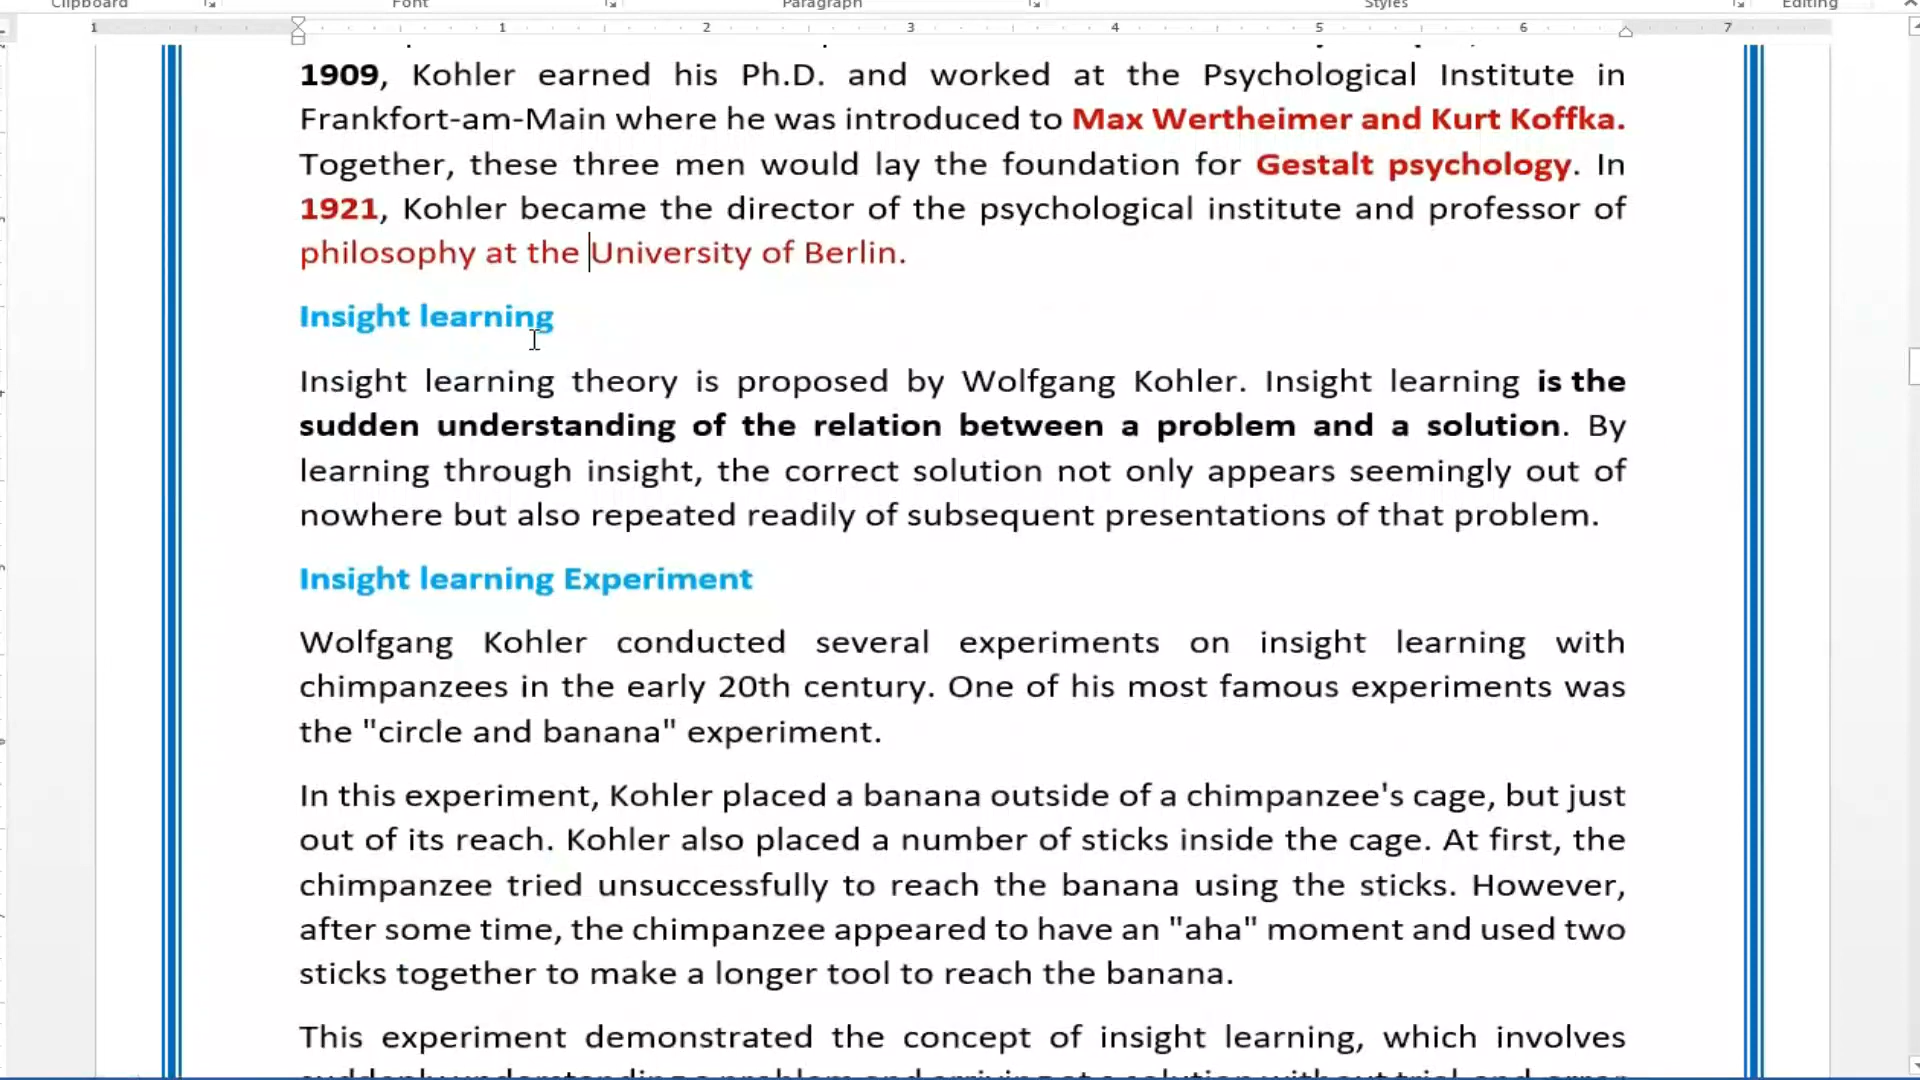 Clipboard
Font
Paragraph
Styles
Editing
1 1 2 3 4 5 6 7
1909, Kohler earned his Ph.D. and worked at the Psychological Institute in
Frankfort-am-Main where he was introduced to Max Wertheimer and Kurt Koffka.
Together, these three men would lay the foundation for Gestalt psychology. In
1921, Kohler became the director of the psychological institute and professor of
philosophy at the University of Berlin.
Insight learning
Insight learning theory is proposed by Wolfgang Kohler. Insight learning is the
sudden understanding of the relation between a problem and a solution. By
learning through insight, the correct solution not only appears seemingly out of
nowhere but also repeated readily of subsequent presentations of that problem.
Insight learning Experiment
Wolfgang Kohler conducted several experiments on insight learning with
chimpanzees in the early 20th century. One of his most famous experiments was
the "circle and banana" experiment.
In this experiment, Kohler placed a banana outside of a chimpanzee's cage, but just
out of its reach. Kohler also placed a number of sticks inside the cage. At first, the
chimpanzee tried unsuccessfully to reach the banana using the sticks. However,
after some time, the chimpanzee appeared to have an "aha" moment and used two
sticks together to make a longer tool to reach the banana.
This experiment demonstrated the concept of insight learning, which involves